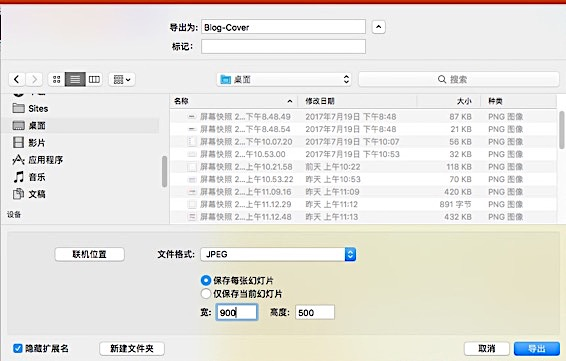 导出为: Blog-Cover
标记:
桌面
搜索
名称 修改日期 大小 种类
Sites
桌面
影片
应用程序
音乐
文稿
设备
屏幕快照 2...下午8.48.49 2017年7月19日 下午8:48 87 KB PNG 图像
屏幕快照 2...下午8.48.54 2017年7月19日 下午8:48 21 KB PNG 图像
屏幕快照 2...下午10.07.20 2017年7月19日 下午10:07 56 KB PNG 图像
屏幕快照 2...午10.53.00 2017年7月19日 下午10:53 32 KB PNG 图像
屏幕快照 2...上午10.21.58 前天 上午10:22 118 KB PNG 图像
屏幕快照 2...上午10.53.22 昨天 上午10:53 70 KB PNG 图像
屏幕快照 2...上午11.09.16 昨天 上午11:09 420 KB PNG 图像
屏幕快照 2...上午11.12.29 昨天 上午11:12 891 字节 PNG 图像
屏幕快照 2...上午11.12.48 昨天 上午11:13 432 KB PNG 图像
联机位置 文件格式: JPEG
保存每张幻灯片
仅保存当前幻灯片
宽: 900 高度: 500
隐藏扩展名 新建文件夹 取消 导出